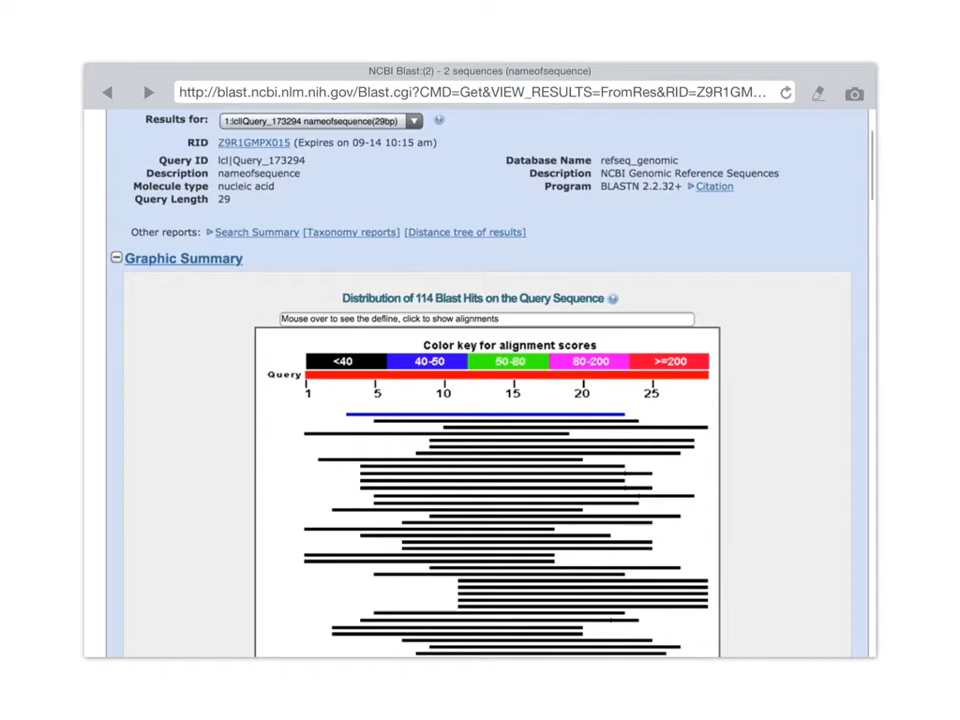 NCBI Blast:(2) - 2 sequences (nameofsequence)
http://blast.ncbi.nlm.nih.gov/Blast.cgi?CMD=Get&VIEW_RESULTS=FromRes&RID=Z9R1GM...
Results for: 1:lcl|Query_173294 nameofsequence(29bp)
RID Z9R1GMPX015 (Expires on 09-14 10:15 am)
Query ID lcl|Query_173294 Database Name refseq_genomic
Description nameofsequence Description NCBI Genomic Reference Sequences
Molecule type nucleic acid Program BLASTN 2.2.32+ Citation
Query Length 29
Other reports: Search Summary [Taxonomy reports] [Distance tree of results]
Graphic Summary
Distribution of 114 Blast Hits on the Query Sequence
Mouse over to see the define, click to show alignments
Color key for alignment scores
<40 40-50 50-80 80-200 >=200
Query
1 5 10 15 20 25